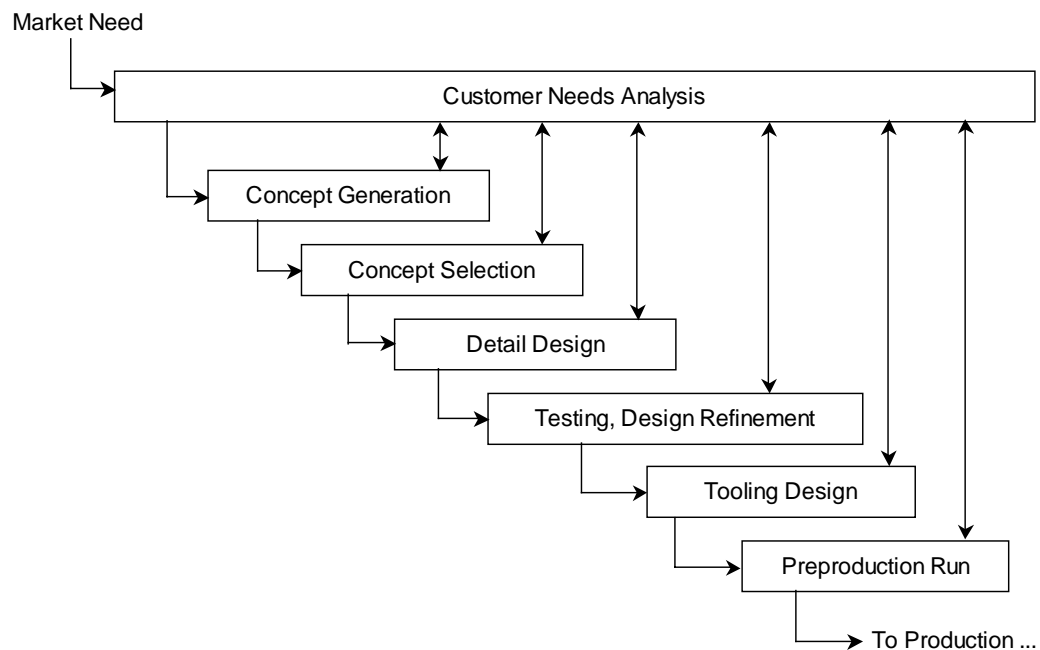 Market Need
Customer Needs Analysis
Concept Generation
Concept Selection
Detail Design
Testing, Design Refinement
Tooling Design
Preproduction Run
To Production ...